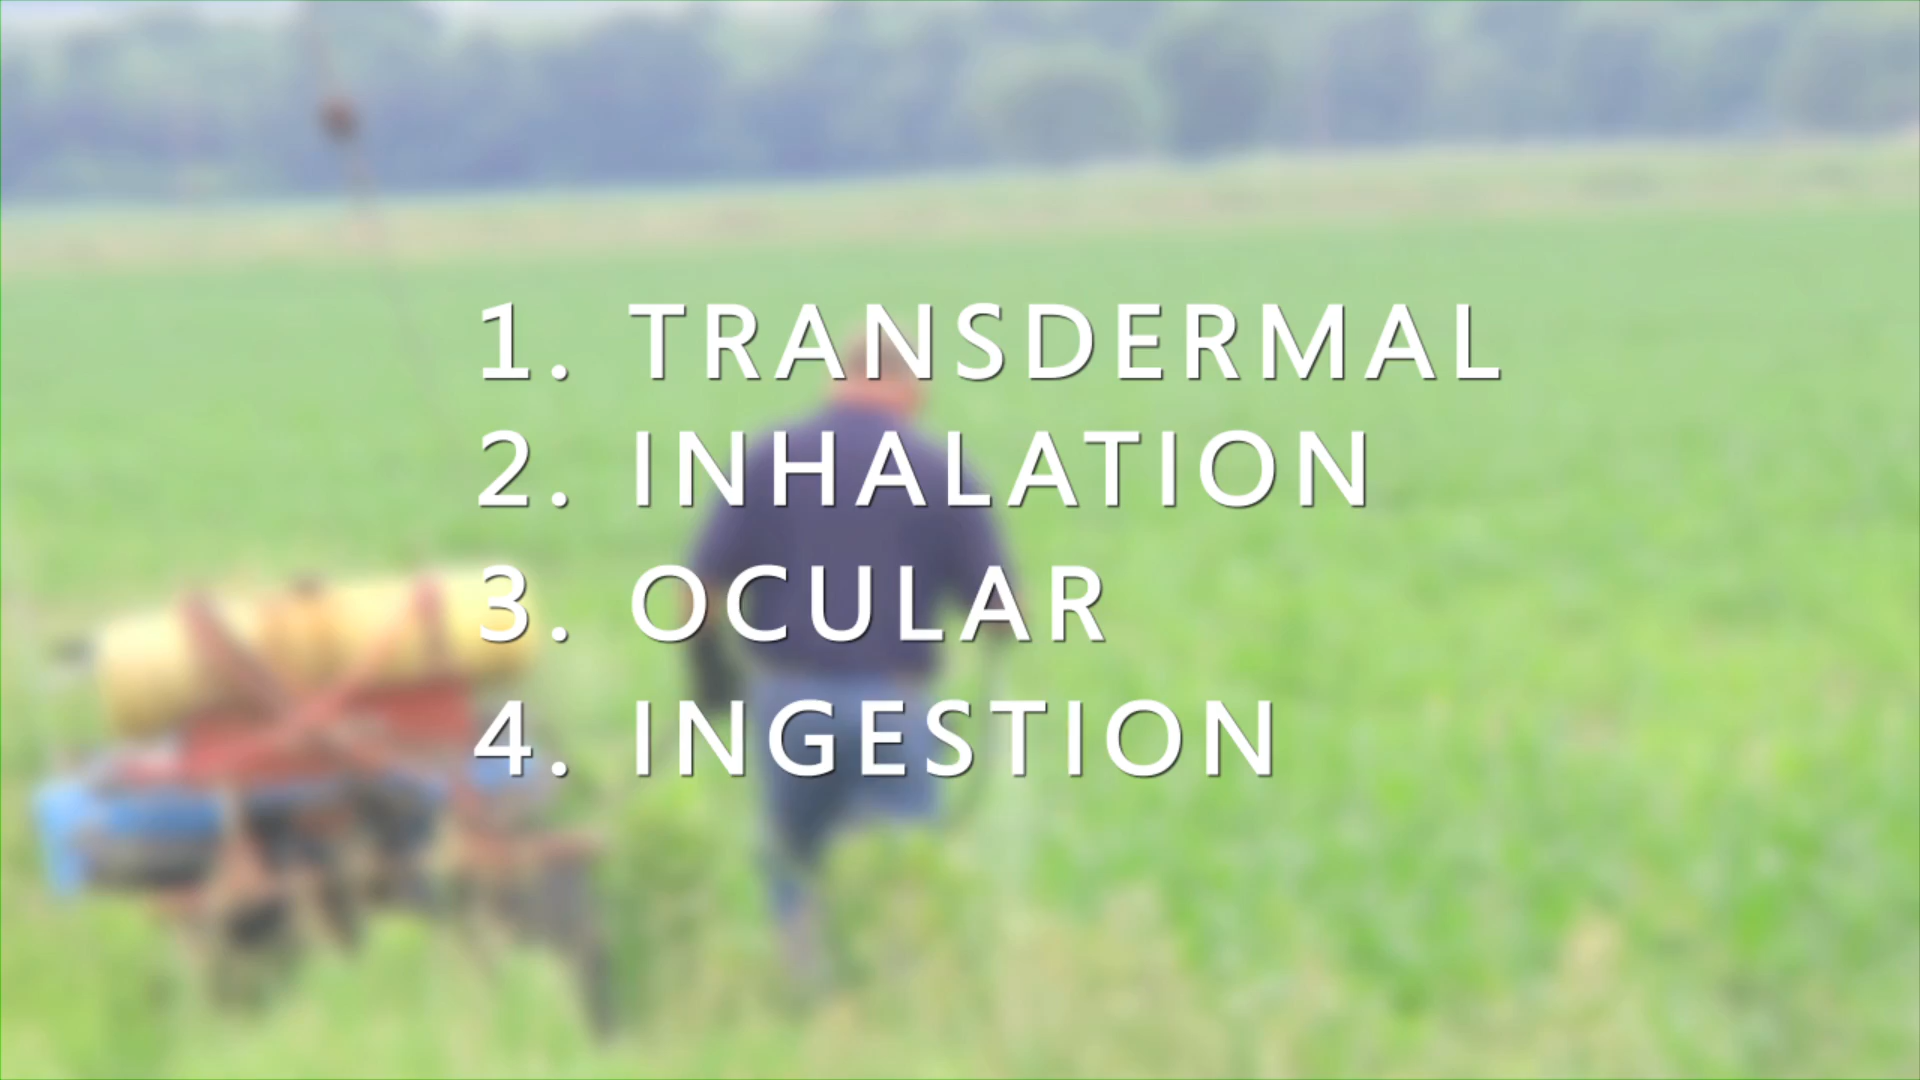 1. TRANSDERMAL
2. INHALATION
3. OCULAR
4. INGESTION